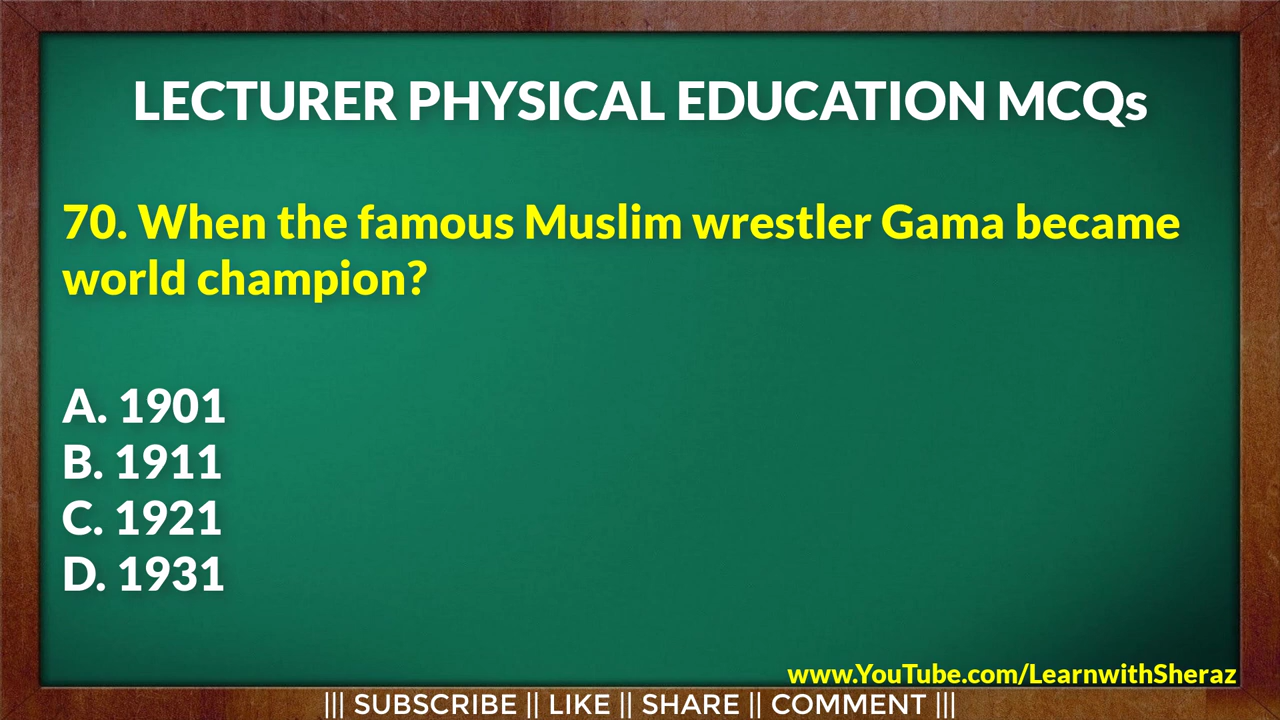 LECTURER PHYSICAL EDUCATION MCQs
70. When the famous Muslim wrestler Gama became
world champion?
A. 1901
B. 1911
C. 1921
D. 1931
www.YouTube.com/LearnwithSheraz
||| SUBSCRIBE || LIKE || SHARE || COMMENT |||